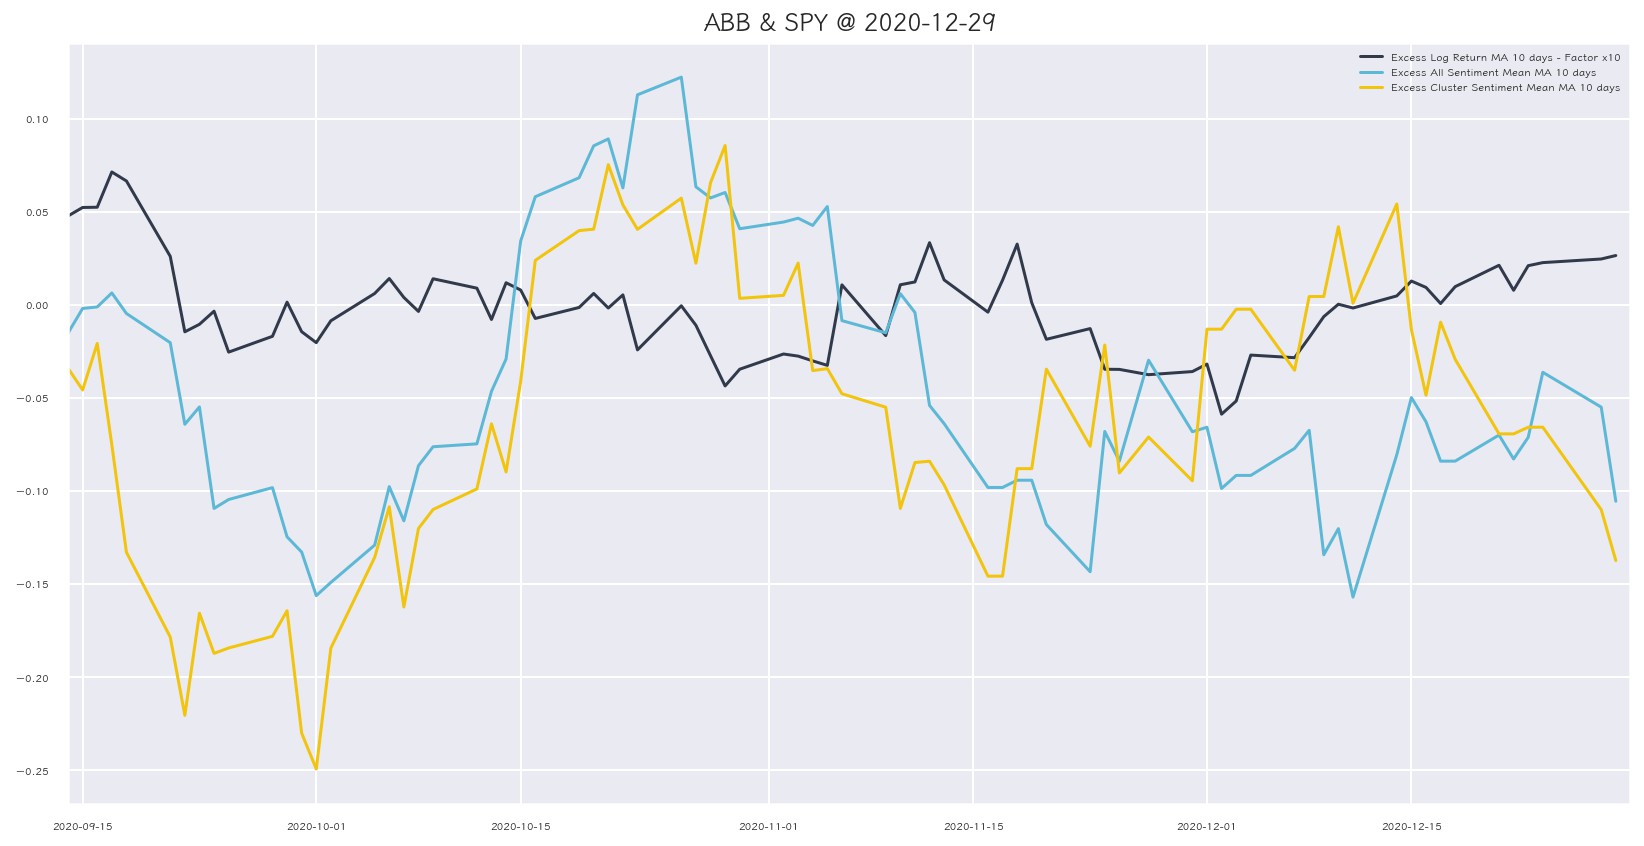 ABB & SPY @ 2020-12-29
Excess Log Return MA 10 days - Factor x10
Excess All Sentiment Mean MA 10 days
Excess Cluster Sentiment Mean MA 10 days
0.10
0.05
0.00
−0.05
−0.10
−0.15
−0.20
−0.25
2020-09-15 2020-10-01 2020-10-15 2020-11-01 2020-11-15 2020-12-01 2020-12-15